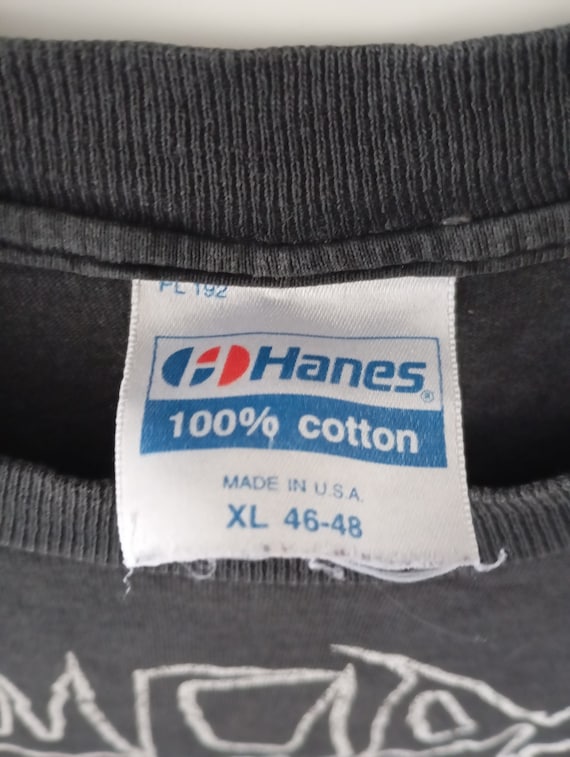 PL 192
Hanes®
100% cotton
MADE IN U.S.A.
XL 46-48